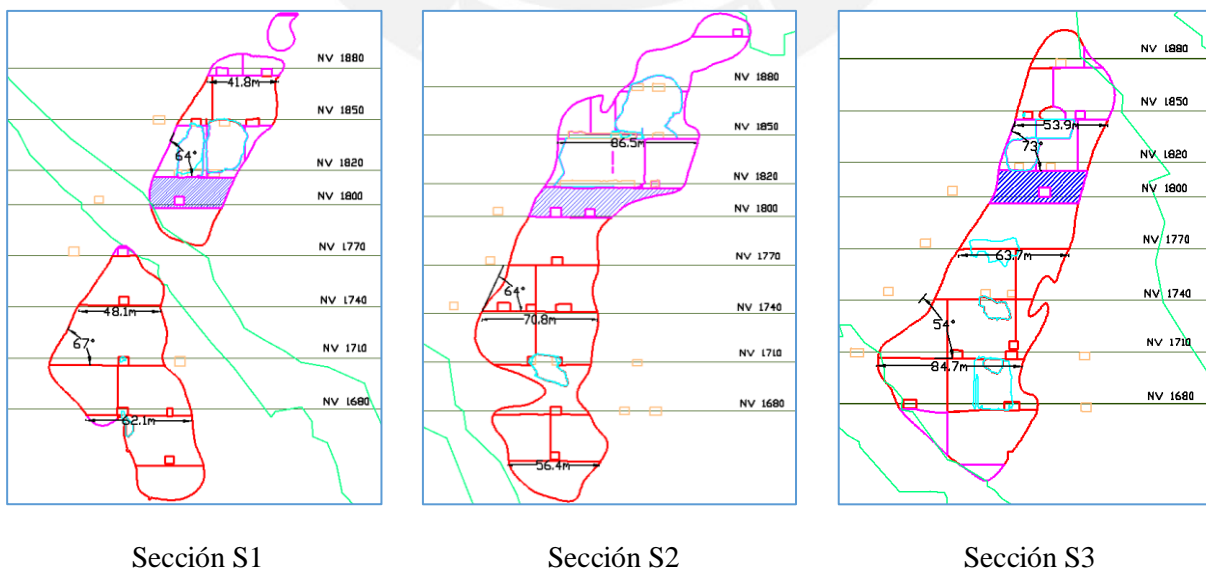 NV 1880
41.8m
NV 1850
64°
NV 1820
NV 1800
NV 1770
NV 1740
48.1m
67°
NV 1710
NV 1680
62.1m
NV 1880
NV 1850
86.5m
NV 1820
NV 1800
NV 1770
64°
NV 1740
70.8m
NV 1710
NV 1680
56.4m
NV 1880
NV 1850
53.9m
73°
NV 1820
NV 1800
NV 1770
63.7m
NV 1740
54°
NV 1710
84.7m
NV 1680
Sección S1
Sección S2
Sección S3